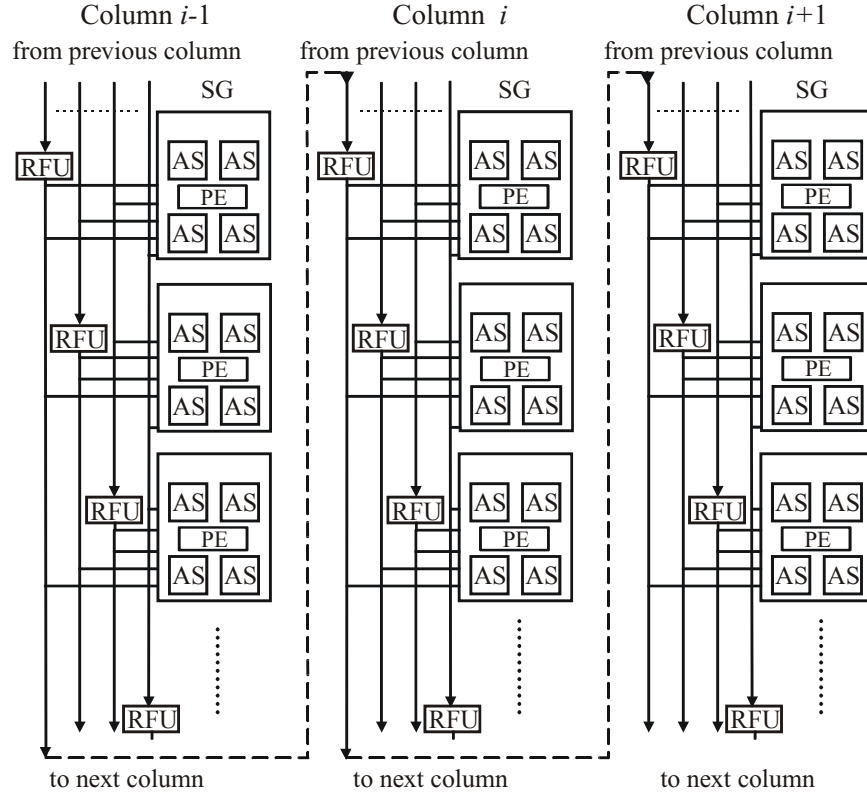 Column i-1 Column i Column i+1
from previous column from previous column from previous column
SG SG SG
AS AS AS AS AS AS
RFU RFU RFU
PE PE PE
AS AS AS AS AS AS
AS AS AS AS AS AS
RFU RFU RFU
PE PE PE
AS AS AS AS AS AS
AS AS AS AS AS AS
RFU RFU RFU
PE PE PE
AS AS AS AS AS AS
RFU RFU RFU
to next column to next column to next column